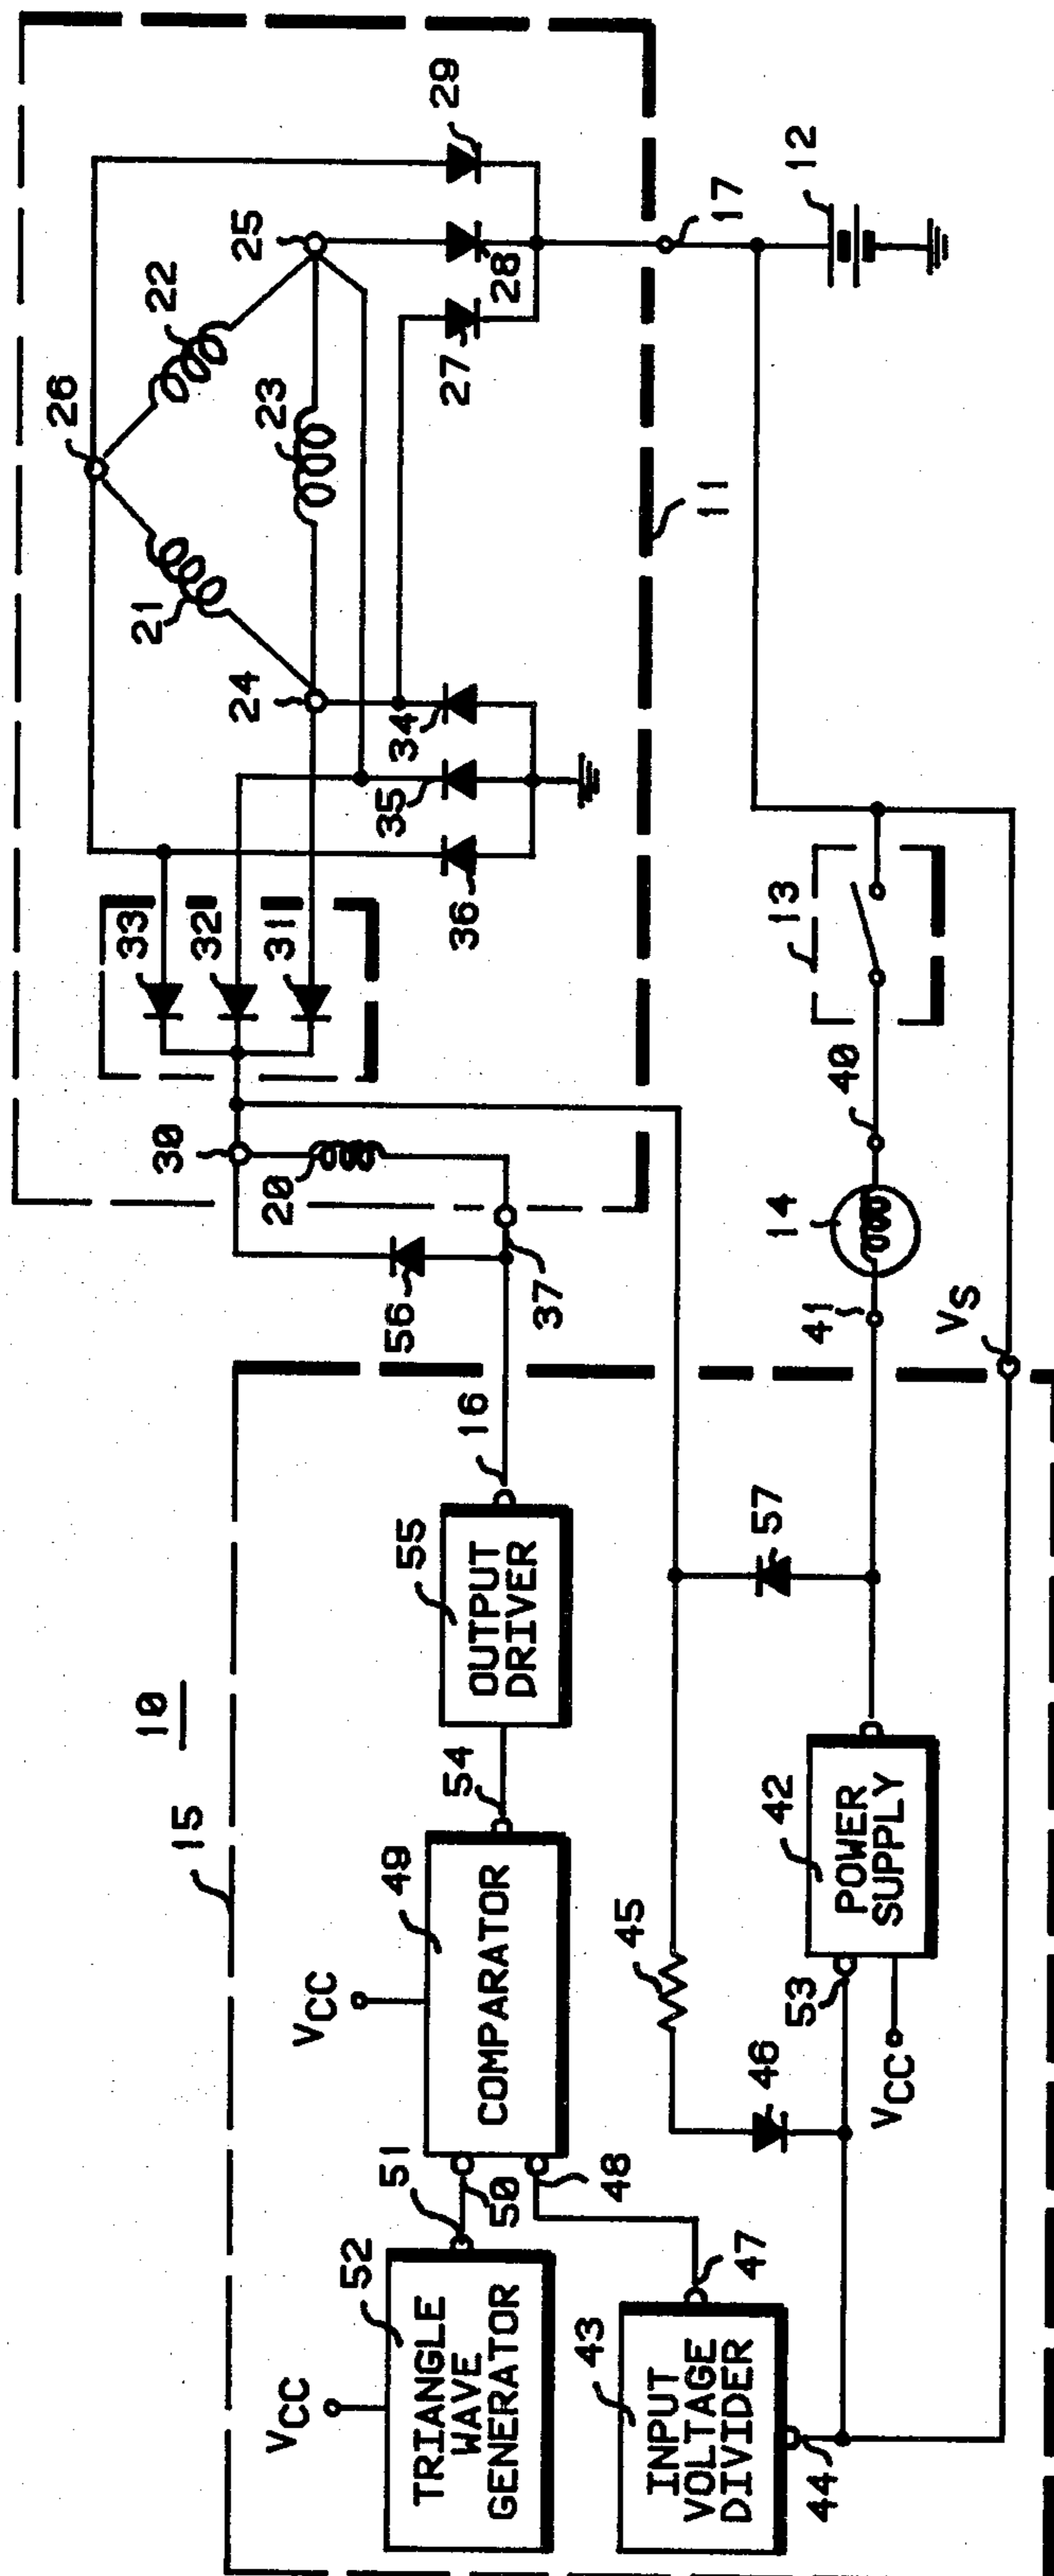 10
15
VCC
52
TRIANGLE
WAVE
GENERATOR
51
50
VCC
49
COMPARATOR
48
54
55
OUTPUT
DRIVER
16
56
37
30
20
33
32
31
36
35
34
24
21
26
22
23
25
27
28
29
11
17
12
43
INPUT
VOLTAGE
DIVIDER
47
44
46
45
53
VCC
42
POWER
SUPPLY
57
41
14
40
13
VS